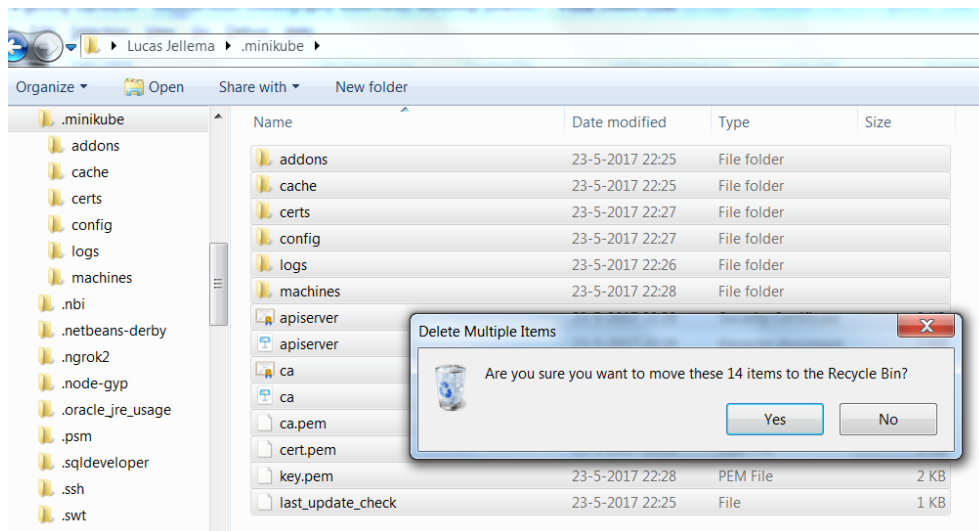 Lucas Jellema .minikube
Organize Open Share with New folder
.minikube
addons
cache
certs
config
logs
machines
.nbi
.netbeans-derby
.ngrok2
.node-gyp
.oracle_jre_usage
.psm
.sqldeveloper
.ssh
.swt
Name Date modified Type Size
addons 23-5-2017 22:25 File folder
cache 23-5-2017 22:25 File folder
certs 23-5-2017 22:27 File folder
config 23-5-2017 22:27 File folder
logs 23-5-2017 22:26 File folder
machines 23-5-2017 22:28 File folder
apiserver
apiserver
ca
ca
ca.pem
cert.pem
key.pem 23-5-2017 22:28 PEM File 2 KB
last_update_check 23-5-2017 22:25 File 1 KB
Delete Multiple Items
Are you sure you want to move these 14 items to the Recycle Bin?
Yes No